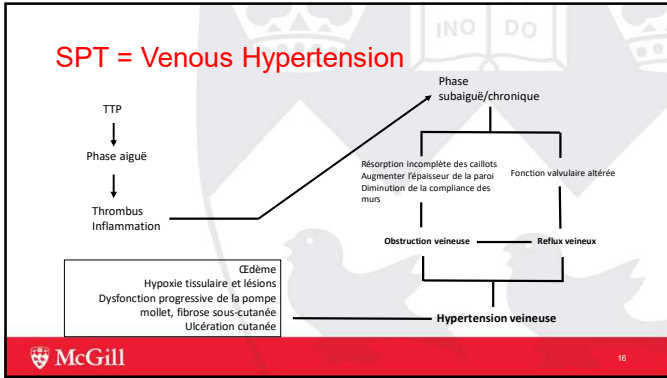 INO DO
SPT = Venous Hypertension
TTP
Phase aiguë
Thrombus
Inflammation
Phase
subaiguë/chronique
Résorption incomplète des caillots
Augmenter l'épaisseur de la paroi
Diminution de la compliance des
murs
Fonction valvulaire altérée
Obstruction veineuse
Reflux veineux
Hypertension veineuse
Œdème
Hypoxie tissulaire et lésions
Dysfonction progressive de la pompe
mollet, fibrose sous-cutanée
Ulcération cutanée
McGill
16